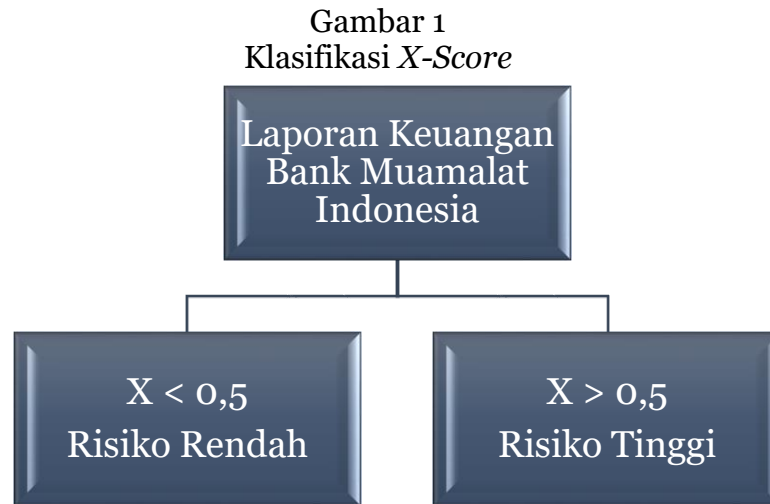 Gambar 1
Klasifikasi X-Score
Laporan Keuangan
Bank Muamalat
Indonesia
X < 0,5
Risiko Rendah
X > 0,5
Risiko Tinggi